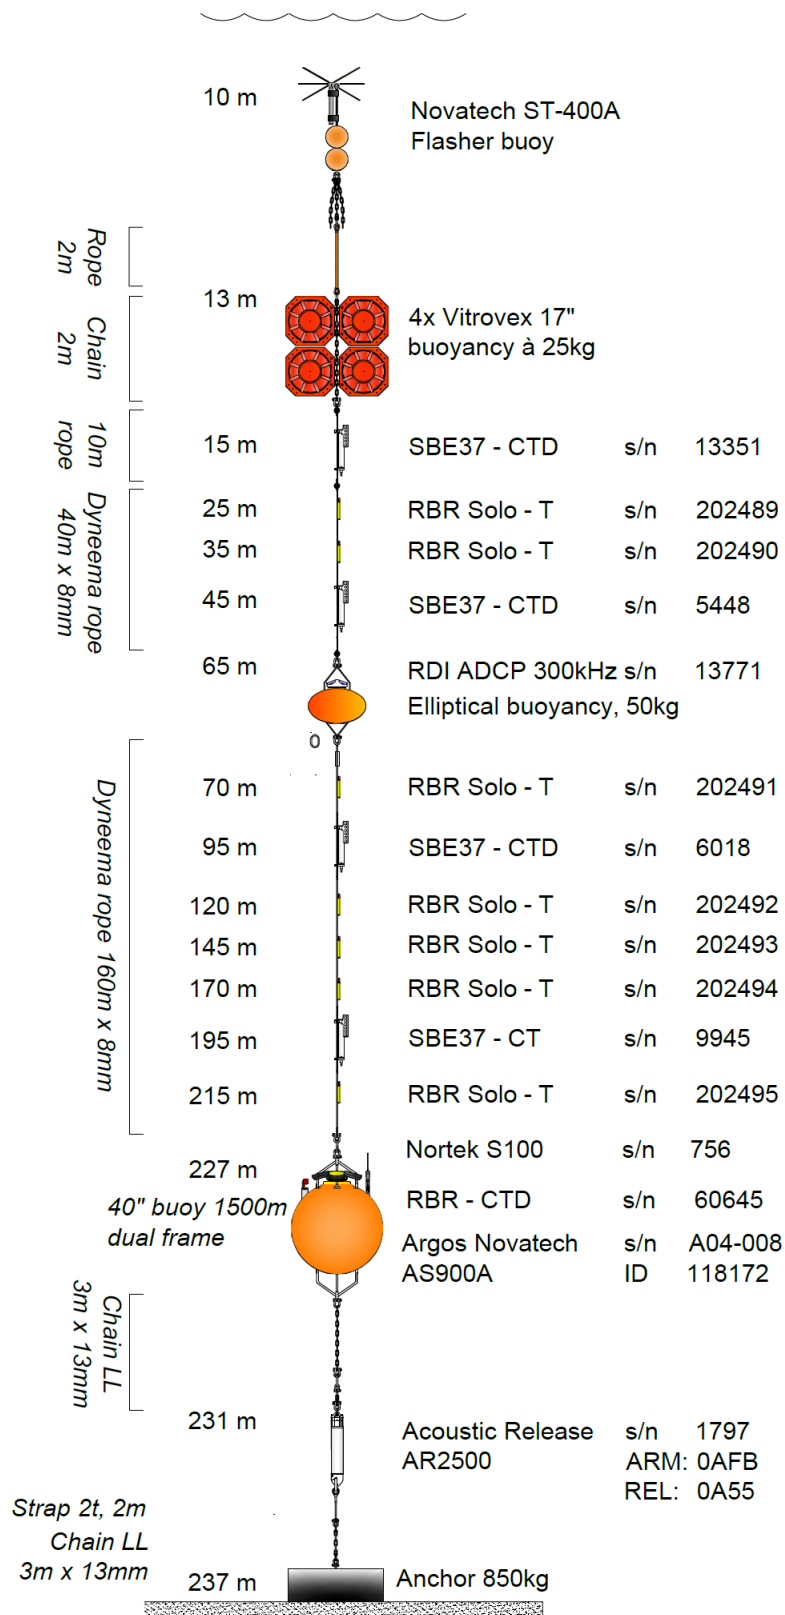 10 m
Novatech ST-400A
Flasher buoy
Rope
2m
13 m
Chain
2m
4x Vitrovex 17"
buoyancy à 25kg
10m
rope
15 m SBE37 - CTD s/n 13351
Dyneema rope
40m x 8mm
25 m RBR Solo - T s/n 202489
35 m RBR Solo - T s/n 202490
45 m SBE37 - CTD s/n 5448
65 m RDI ADCP 300kHz s/n 13771
Elliptical buoyancy, 50kg
0
Dyneema rope 160m x 8mm
70 m RBR Solo - T s/n 202491
95 m SBE37 - CTD s/n 6018
120 m RBR Solo - T s/n 202492
145 m RBR Solo - T s/n 202493
170 m RBR Solo - T s/n 202494
195 m SBE37 - CT s/n 9945
215 m RBR Solo - T s/n 202495
Nortek S100 s/n 756
227 m
40" buoy 1500m
dual frame
RBR - CTD s/n 60645
Argos Novatech s/n A04-008
AS900A ID 118172
Chain LL
3m x 13mm
231 m
Acoustic Release s/n 1797
AR2500 ARM: 0AFB
REL: 0A55
Strap 2t, 2m
Chain LL
3m x 13mm
237 m Anchor 850kg